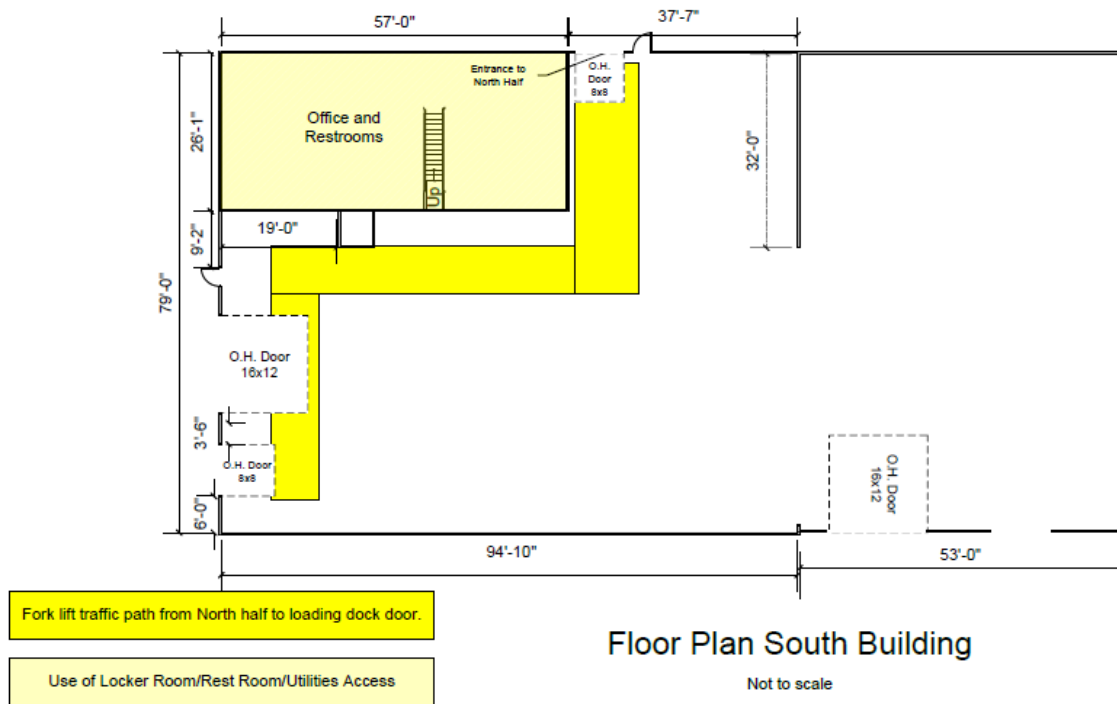 57'-0"
37'-7"
Entrance to
North Half
O.H.
Door
8x8
Office and
Restrooms
26'-1"
32'-0"
Up
19'-0"
9'-2"
79'-0"
O.H. Door
16x12
3'-6"
O.H. Door
8x8
O.H. Door
16x12
6'-0"
94'-10"
53'-0"
Fork lift traffic path from North half to loading dock door.
Floor Plan South Building
Use of Locker Room/Rest Room/Utilities Access
Not to scale